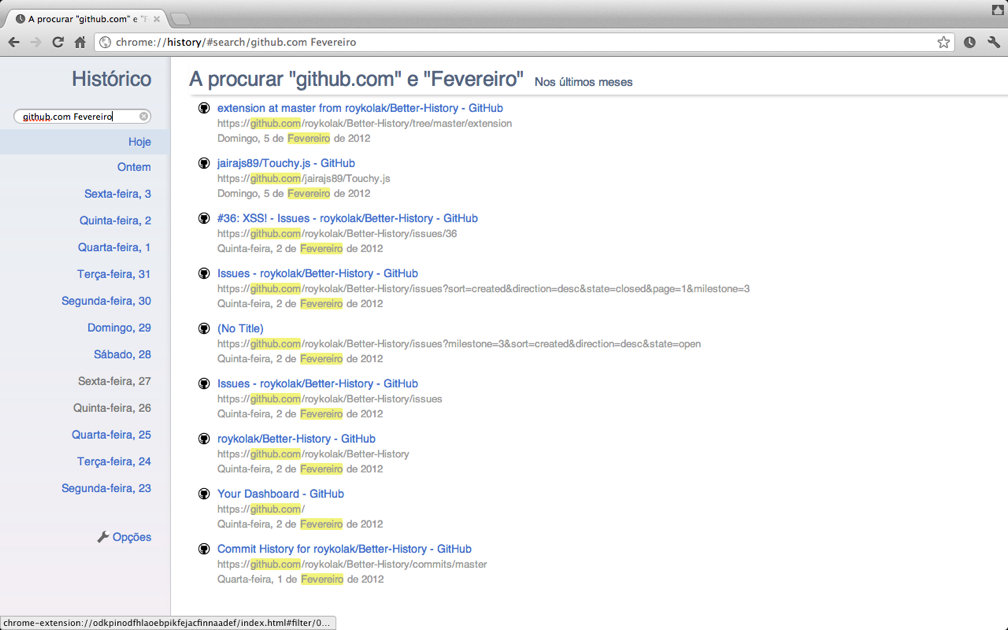 A procurar "github.com" e "F
chrome://history/#search/github.com Fevereiro
Histórico
github.com Fevereiro
Hoje
Ontem
Sexta-feira, 3
Quinta-feira, 2
Quarta-feira, 1
Terça-feira, 31
Segunda-feira, 30
Domingo, 29
Sábado, 28
Sexta-feira, 27
Quinta-feira, 26
Quarta-feira, 25
Terça-feira, 24
Segunda-feira, 23
Opções
A procurar "github.com" e "Fevereiro" Nos últimos meses
extension at master from roykolak/Better-History - GitHub
https://github.com/roykolak/Better-History/tree/master/extension
Domingo, 5 de Fevereiro de 2012
jairajs89/Touchy.js - GitHub
https://github.com/jairajs89/Touchy.js
Domingo, 5 de Fevereiro de 2012
#36: XSS! - Issues - roykolak/Better-History - GitHub
https://github.com/roykolak/Better-History/issues/36
Quinta-feira, 2 de Fevereiro de 2012
Issues - roykolak/Better-History - GitHub
https://github.com/roykolak/Better-History/issues?sort=created&direction=desc&state=closed&page=1&milestone=3
Quinta-feira, 2 de Fevereiro de 2012
(No Title)
https://github.com/roykolak/Better-History/issues?milestone=3&sort=created&direction=desc&state=open
Quinta-feira, 2 de Fevereiro de 2012
Issues - roykolak/Better-History - GitHub
https://github.com/roykolak/Better-History/issues
Quinta-feira, 2 de Fevereiro de 2012
roykolak/Better-History - GitHub
https://github.com/roykolak/Better-History
Quinta-feira, 2 de Fevereiro de 2012
Your Dashboard - GitHub
https://github.com/
Quinta-feira, 2 de Fevereiro de 2012
Commit History for roykolak/Better-History - GitHub
https://github.com/roykolak/Better-History/commits/master
Quarta-feira, 1 de Fevereiro de 2012
chrome-extension://odkpinodfhlaoebpikfejacfinnaadef/index.html#filter/0...